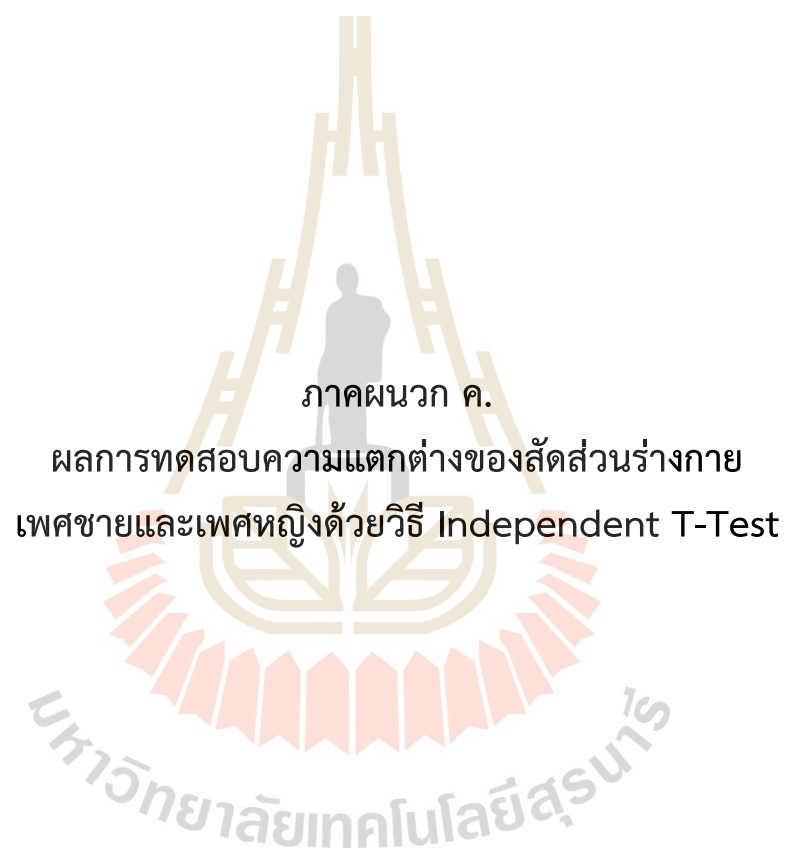 ภาคผนวก ค.
ผลการทดสอบความแตกต่างของสัดส่วนร่างกาย
เพศชายและเพศหญิงด้วยวิธี Independent T-Test
มหาวิทยาลัยเทคโนโลยีสุรนารี